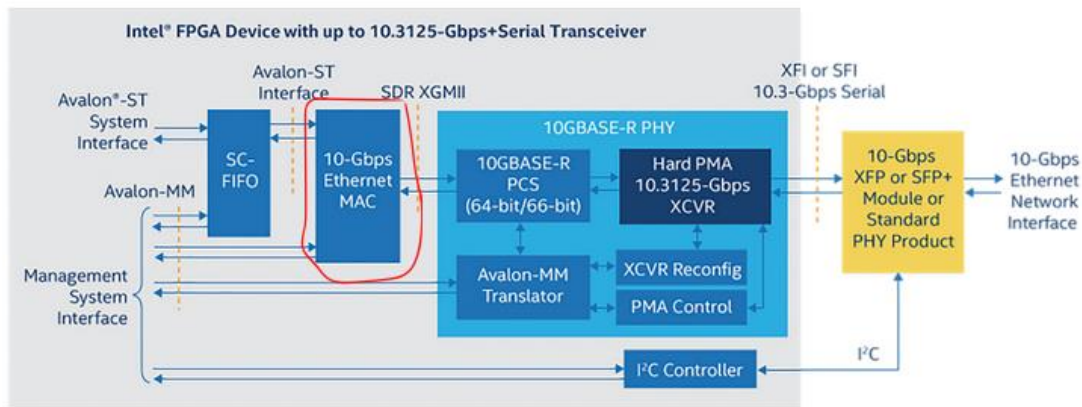 Intel® FPGA Device with up to 10.3125-Gbps+Serial Transceiver
Avalon-ST
Interface
SDR XGMII
XFI or SFI
10.3-Gbps Serial
Avalon®-ST
System
Interface
SC-
FIFO
10-Gbps
Ethernet
MAC
10GBASE-R PHY
10GBASE-R
PCS
(64-bit/66-bit)
Hard PMA
10.3125-Gbps
XCVR
10-Gbps
XFP or SFP+
Module or
Standard
PHY Product
10-Gbps
Ethernet
Network
Interface
Avalon-MM
Management
System
Interface
Avalon-MM
Translator
XCVR Reconfig
PMA Control
I²C Controller
I²C